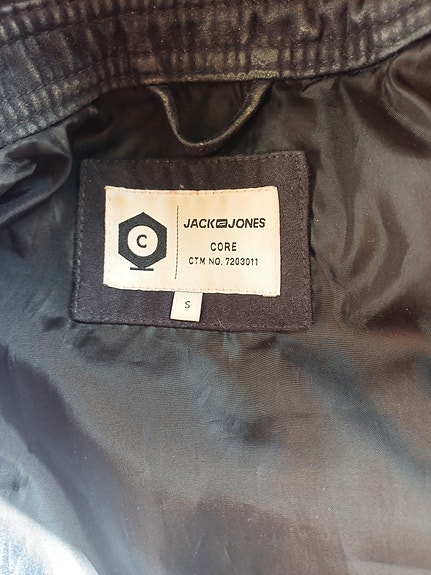 C
JACK & JONES
CORE
CTM NO. 7203011
S